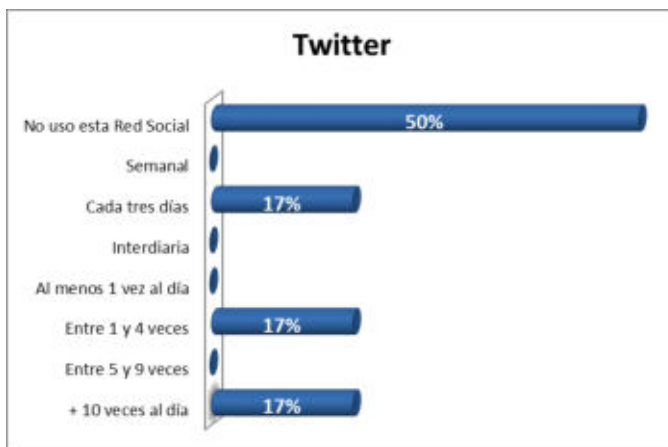 Twitter
No uso esta Red Social
50%
Semanal
Cada tres días
17%
Interdiaria
Al menos 1 vez al día
Entre 1 y 4 veces
17%
Entre 5 y 9 veces
+ 10 veces al día
17%